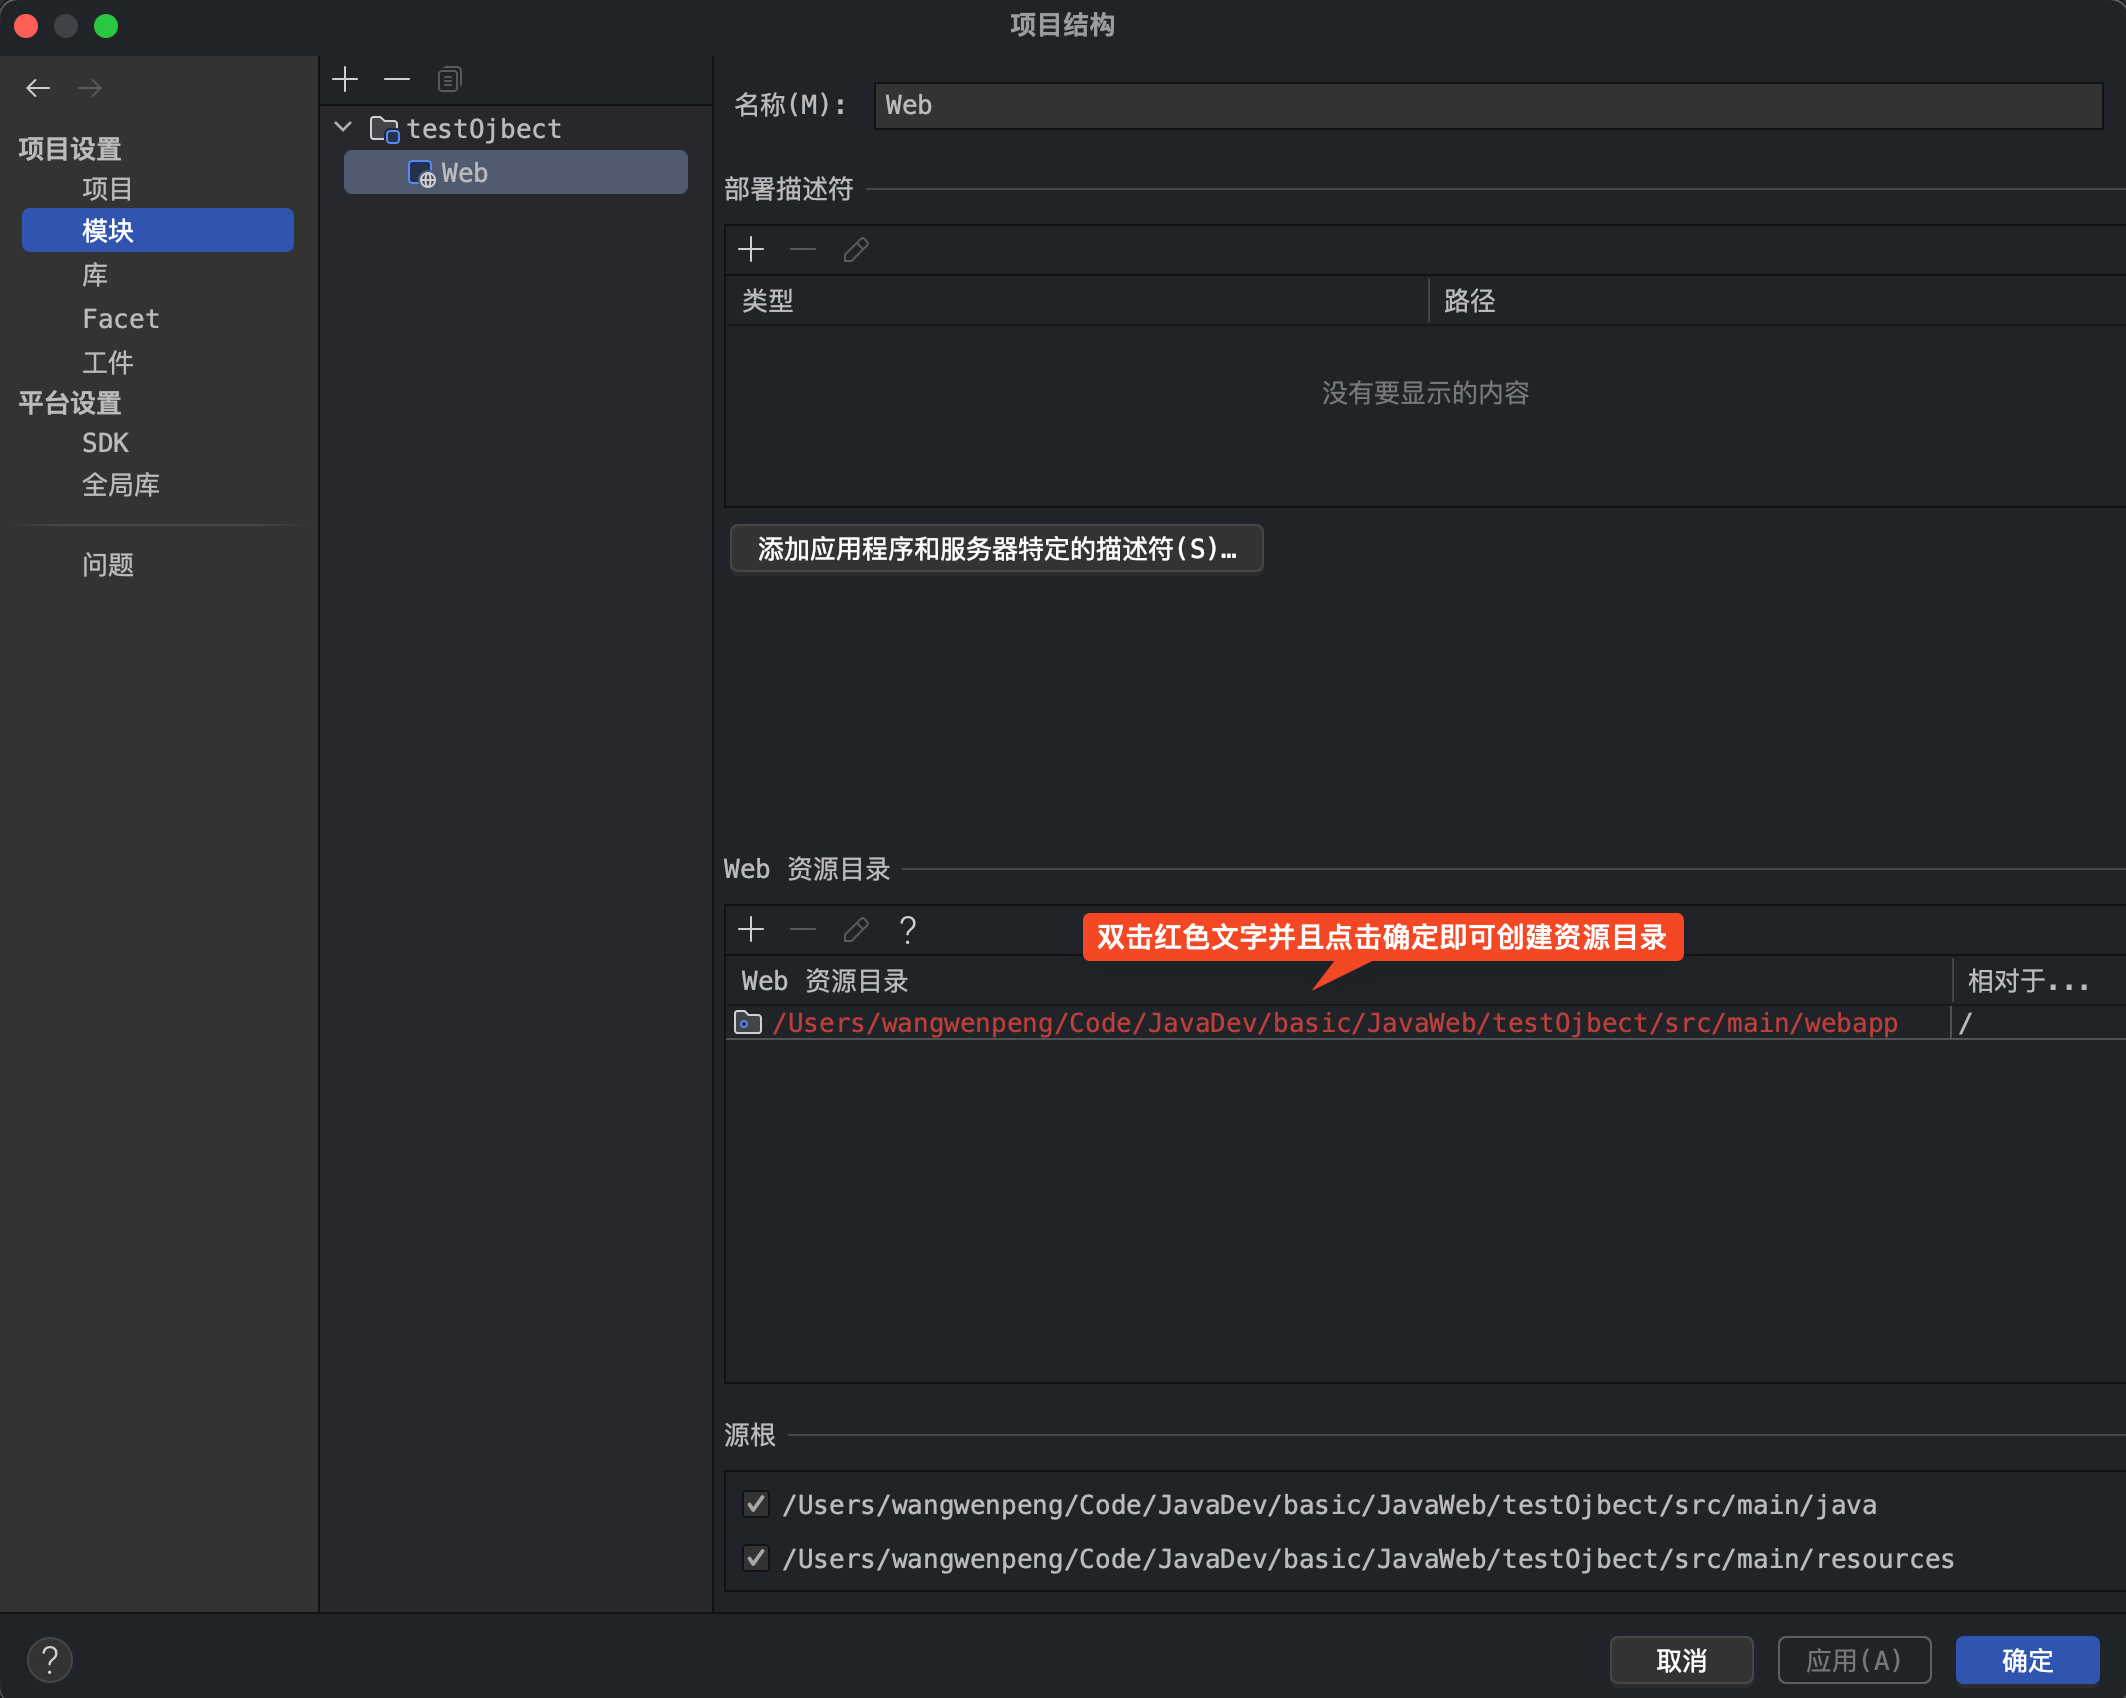 项目结构
项目设置
项目
模块
库
Facet
工件
平台设置
SDK
全局库
问题
testOjbect
Web
名称(M):
Web
部署描述符
类型
路径
没有要显示的内容
添加应用程序和服务器特定的描述符(S)…
Web 资源目录
?
双击红色文字并且点击确定即可创建资源目录
Web 资源目录
相对于...
/Users/wangwenpeng/Code/JavaDev/basic/JavaWeb/testOjbect/src/main/webapp
/
源根
/Users/wangwenpeng/Code/JavaDev/basic/JavaWeb/testOjbect/src/main/java
/Users/wangwenpeng/Code/JavaDev/basic/JavaWeb/testOjbect/src/main/resources
?
取消
应用(A)
确定